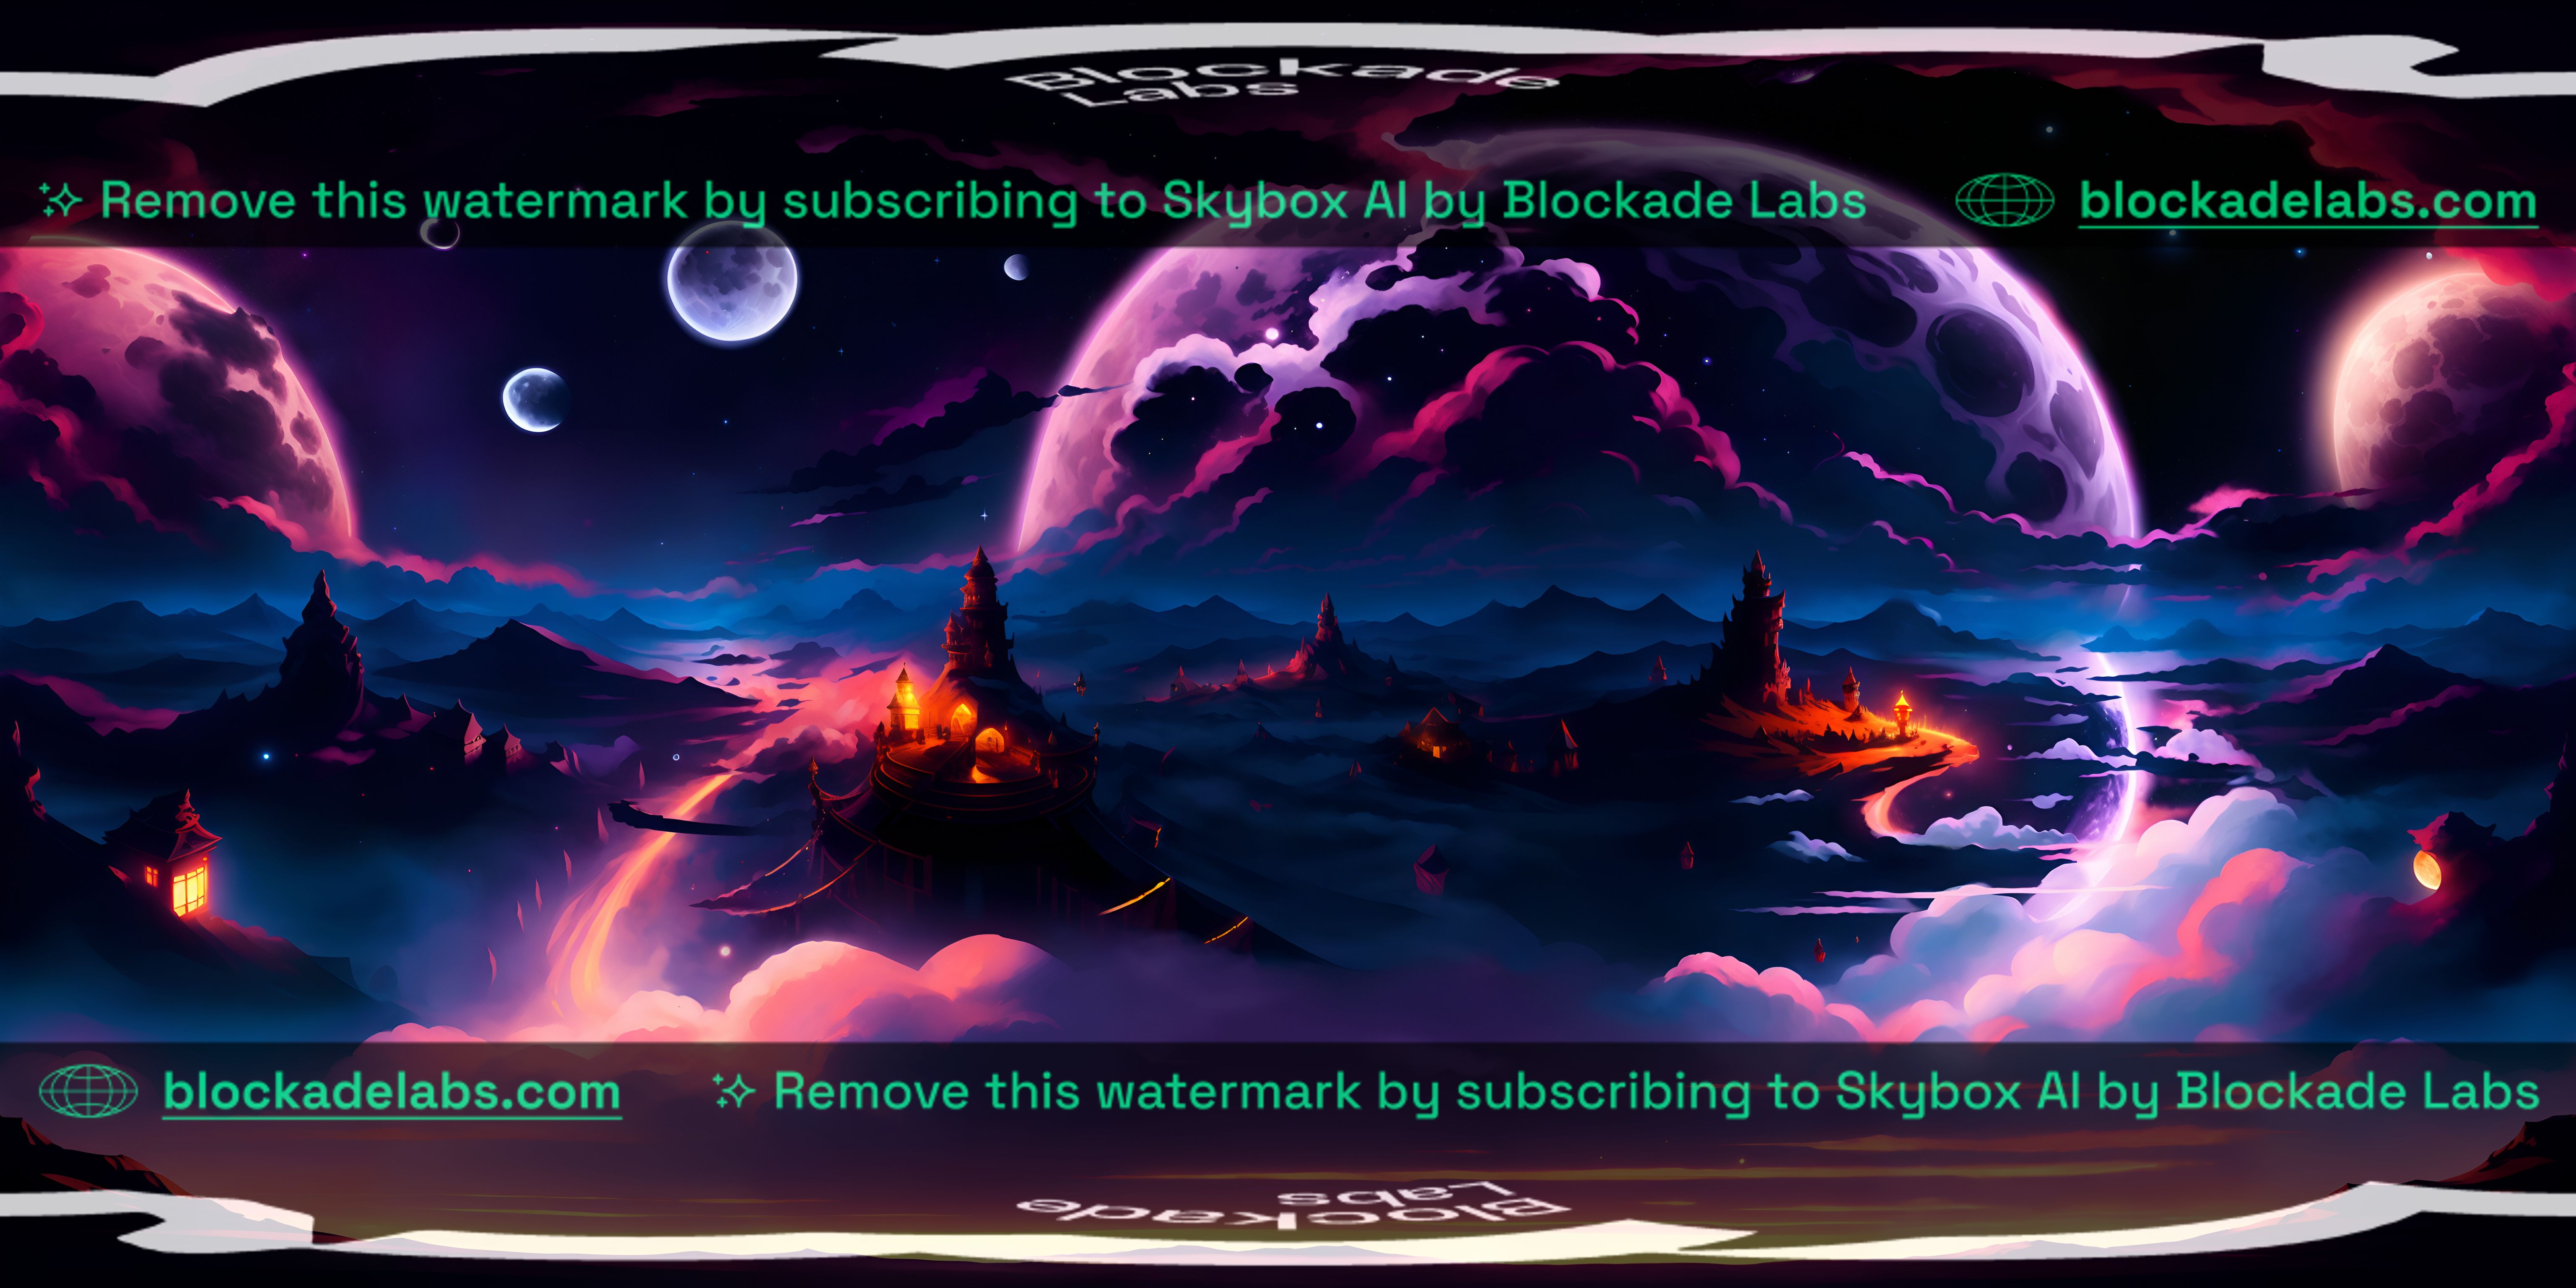 Blockade
Labs
Remove this watermark by subscribing to Skybox AI by Blockade Labs blockadelabs.com
blockadelabs.com Remove this watermark by subscribing to Skybox AI by Blockade Labs
Labs
Blockade